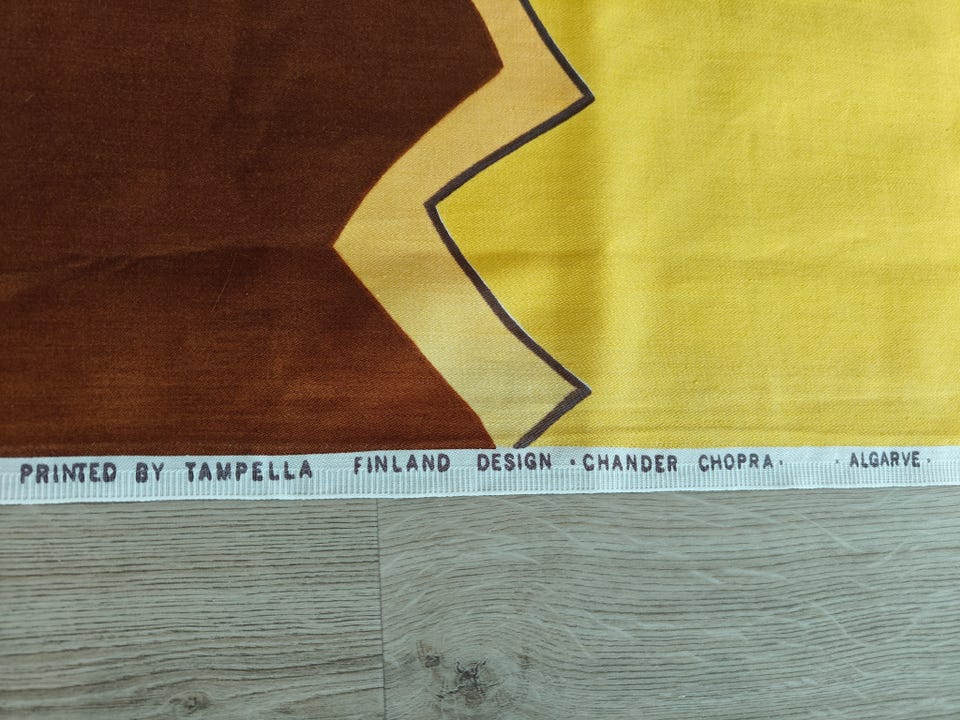 PRINTED BY TAMPELLA FINLAND DESIGN · CHANDER CHOPRA · · ALGARVE ·